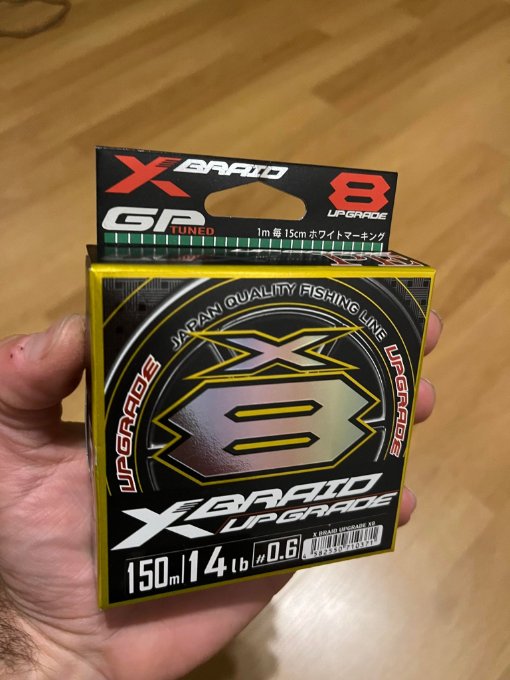 X BRAID
8
UPGRADE
GP
TUNED
1m 毎 15cm ホワイトマーキング
JAPAN QUALITY FISHING LINE
UPGRADE
UPGRADE
X
8
X BRAID
UPGRADE
150m 14lb #0.6
X BRAID UPGRADE X8